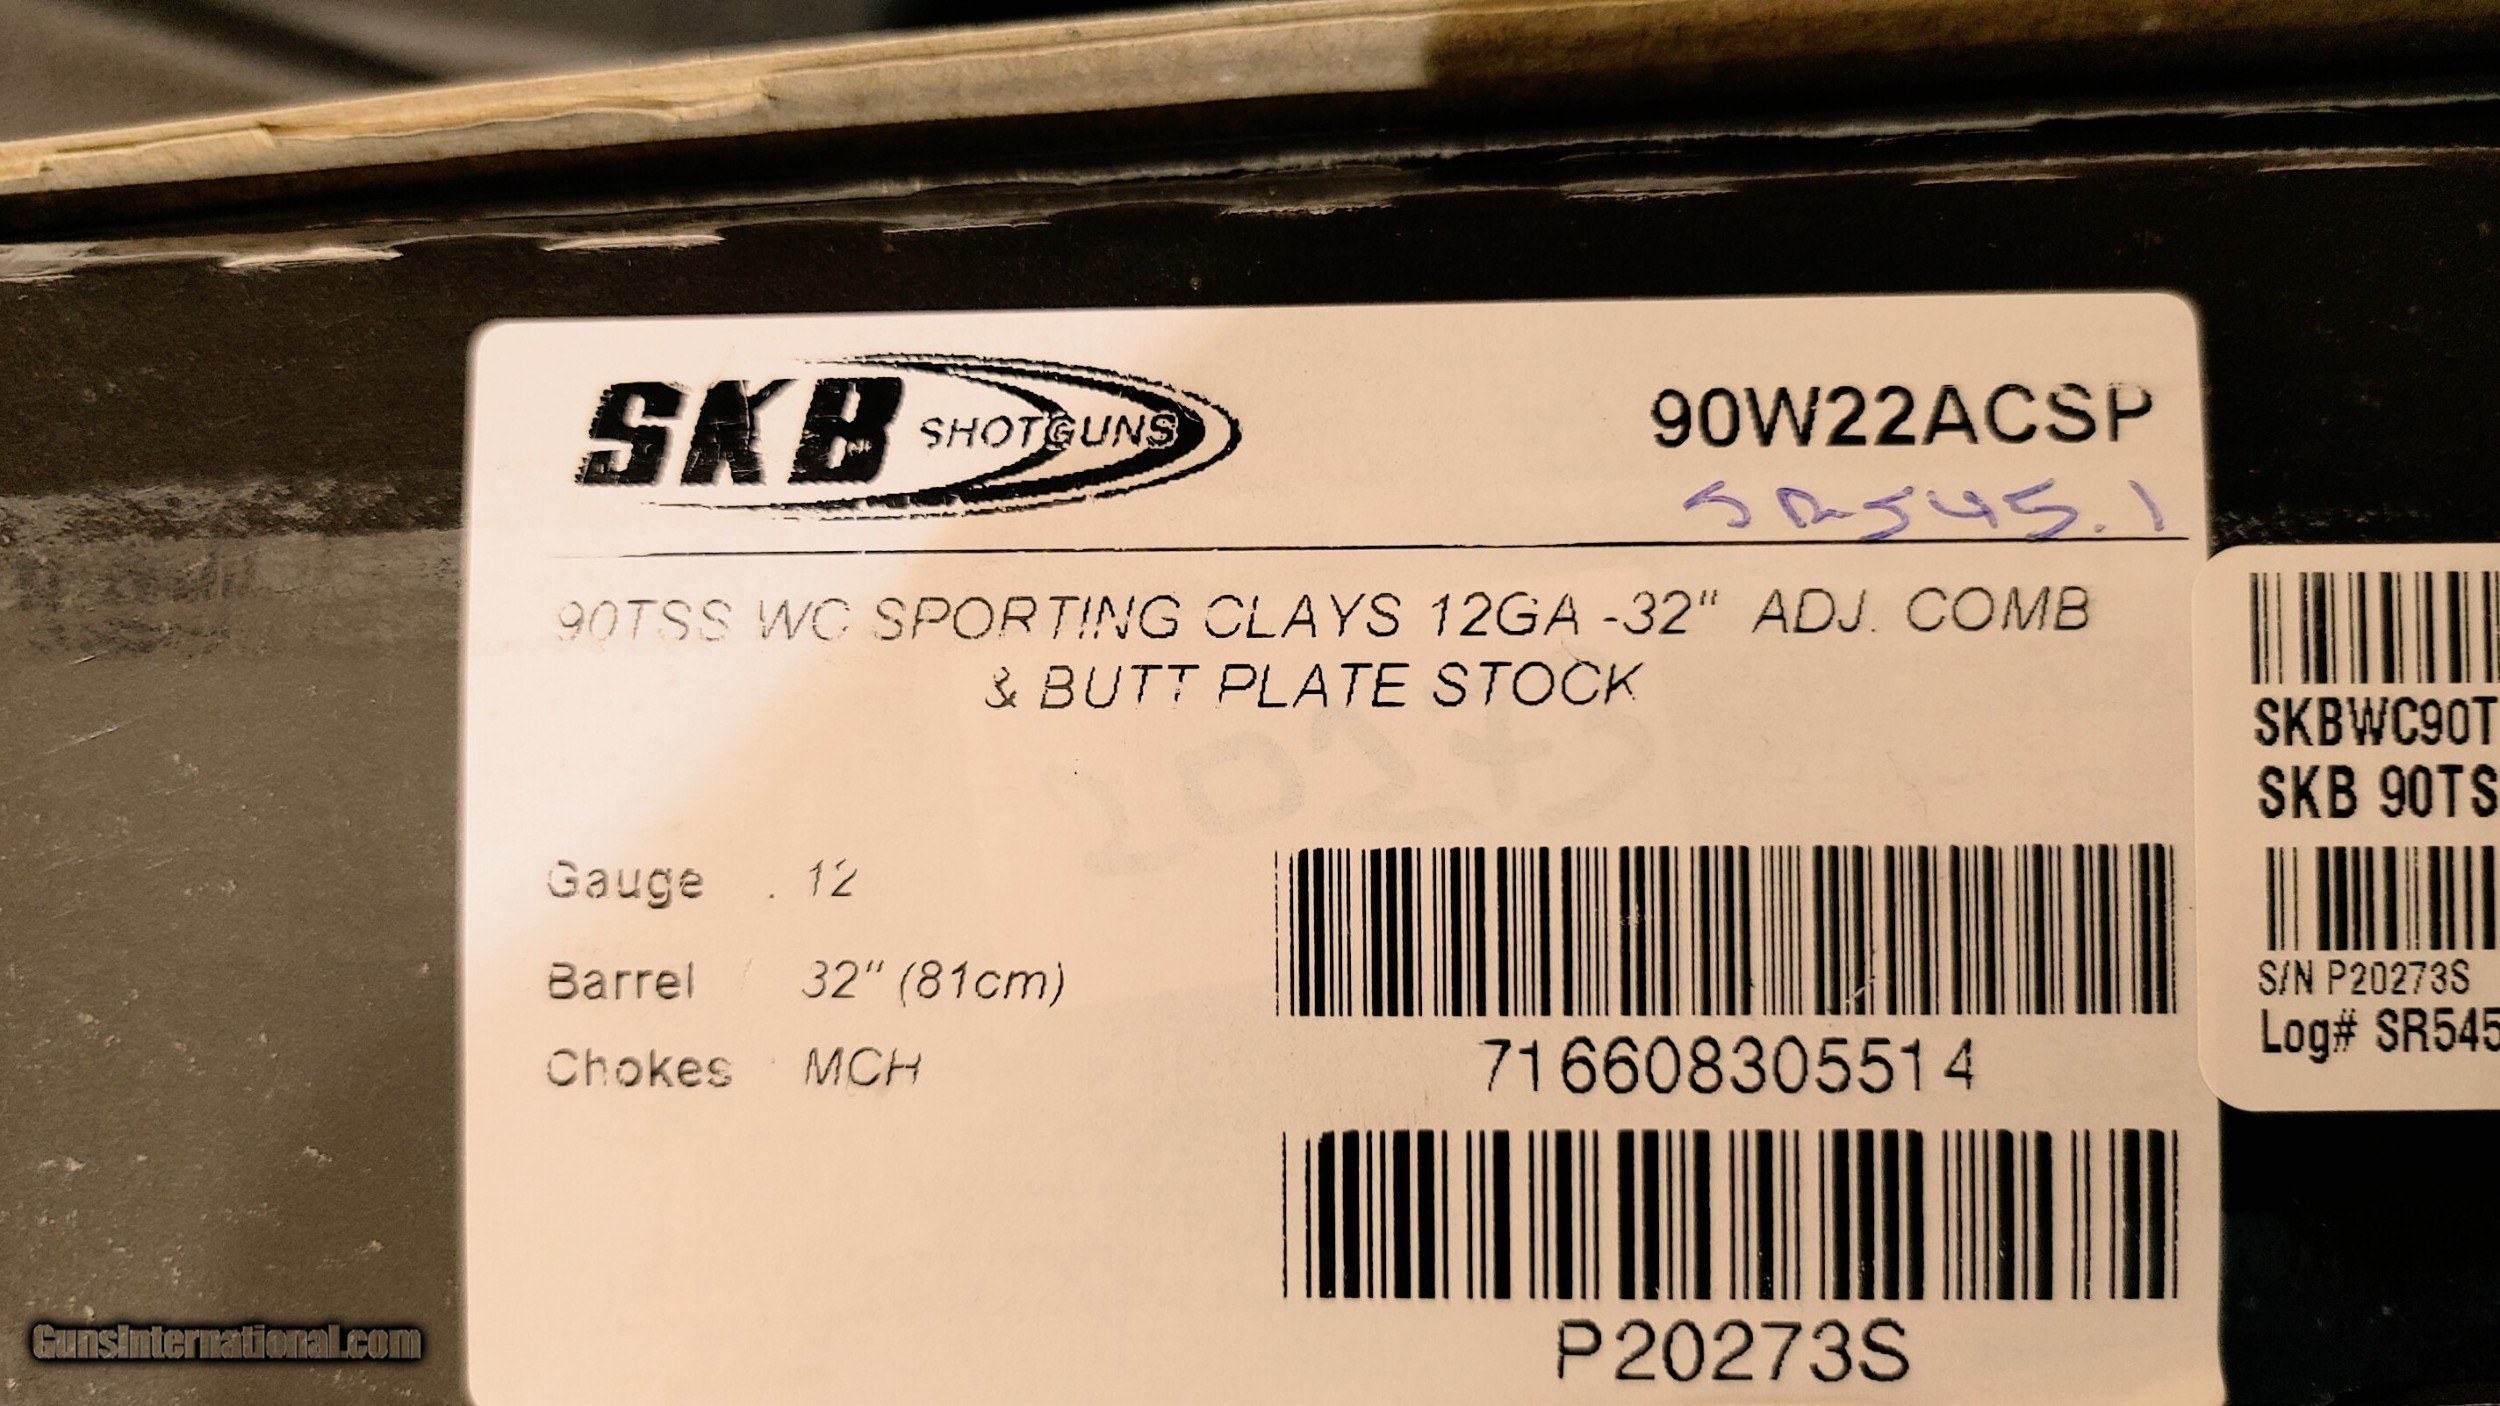 SKB SHOTGUNS
90W22ACSP
SR545.1
90TSS WC SPORTING CLAYS 12GA -32" ADJ. COMB
& BUTT PLATE STOCK
Gauge 12
Barrel 32" (81cm)
Chokes MCH
716608305514
P20273S
SKBWC90T
SKB 90TS
S/N P20273S
Log# SR545
GunsInternational.com